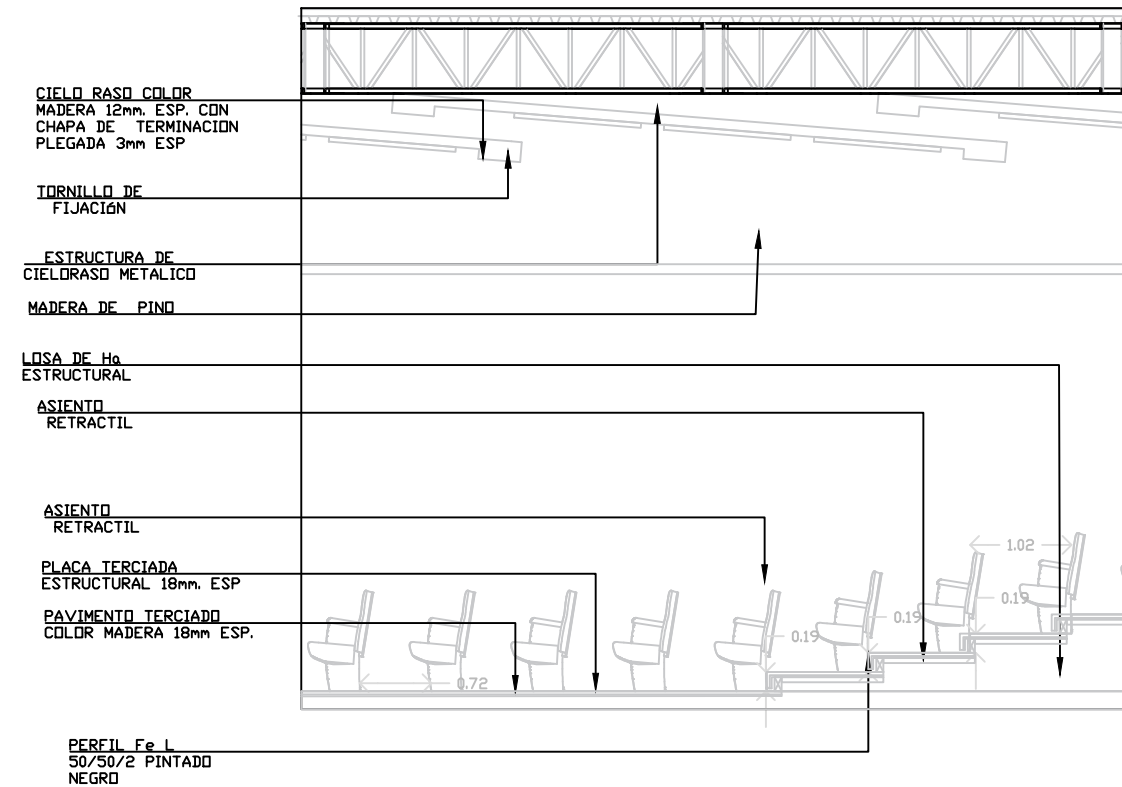 CIELO RASO COLOR
MADERA 12mm. ESP. CON
CHAPA DE TERMINACION
PLEGADA 3mm ESP
TORNILLO DE
FIJACIóN
ESTRUCTURA DE
CIELORASO METALICO
MADERA DE PINO
LOSA DE Ha
ESTRUCTURAL
ASIENTO
RETRACTIL
ASIENTO
RETRACTIL
PLACA TERCIADA
ESTRUCTURAL 18mm. ESP
PAVIMENTO TERCIADO
COLOR MADERA 18mm ESP.
PERFIL Fe L
50/50/2 PINTADO
NEGRO
1.02
0.19
0.19
0.19
0.72